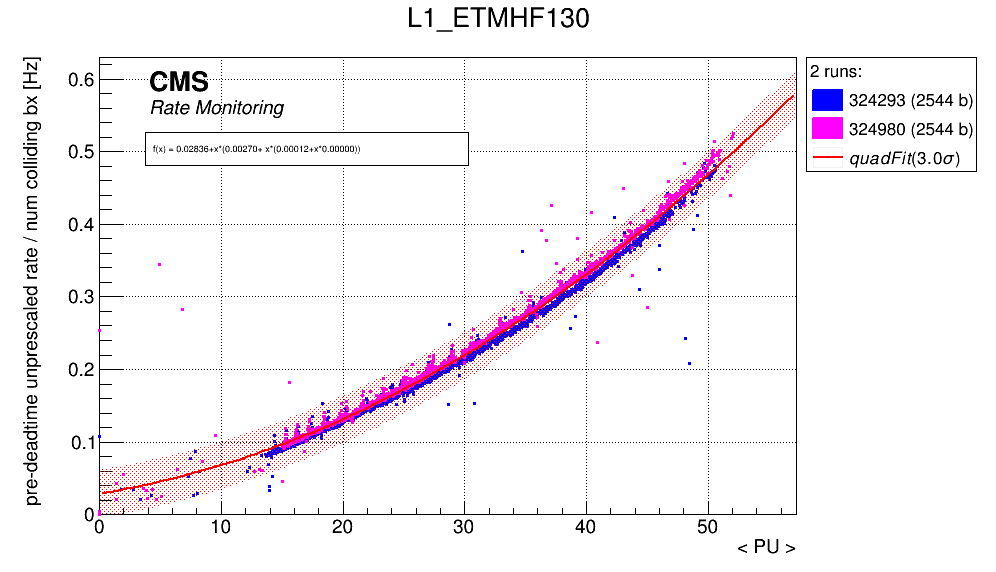 L1_ETMHF130
pre-deadtime unprescaled rate / num colliding bx [Hz]
CMS
Rate Monitoring
f(x) = 0.02836+x*(0.00270+ x*(0.00012+x*0.00000))
2 runs:
324293 (2544 b)
324980 (2544 b)
quadFit(3.0σ)
0.6
0.5
0.4
0.3
0.2
0.1
0
0 10 20 30 40 50
< PU >